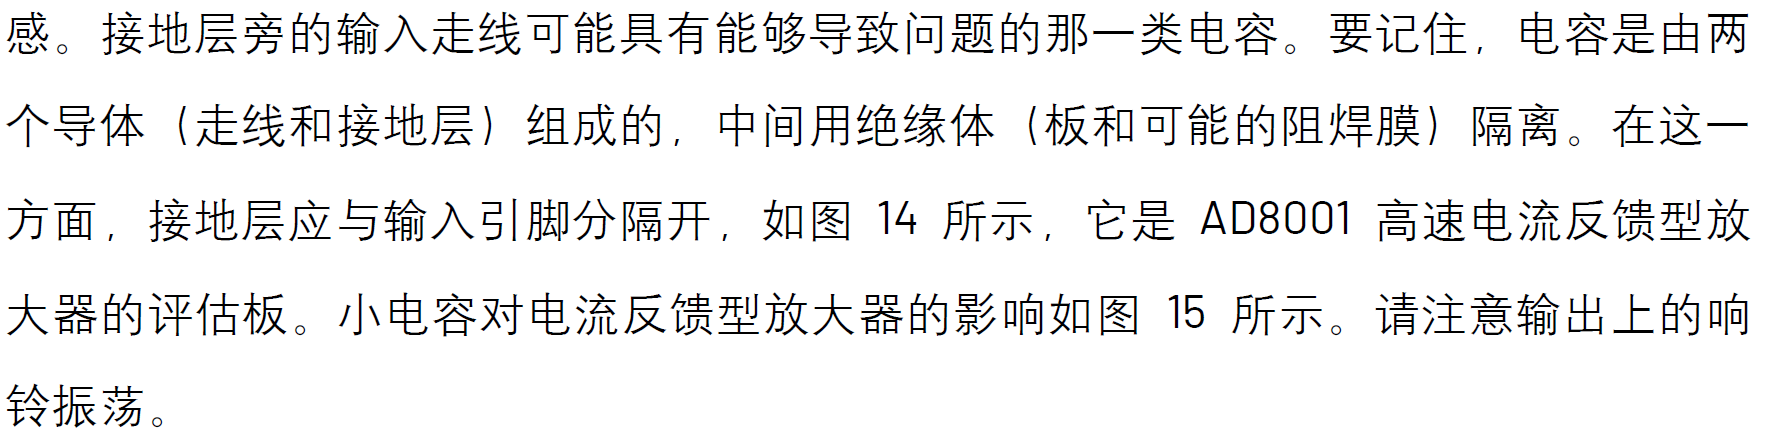 感。接地层旁的输入走线可能具有能够导致问题的那一类电容。要记住，电容是由两
个导体（走线和接地层）组成的，中间用绝缘体（板和可能的阻焊膜）隔离。在这一
方面，接地层应与输入引脚分隔开，如图 14 所示，它是 AD8001 高速电流反馈型放
大器的评估板。小电容对电流反馈型放大器的影响如图 15 所示。请注意输出上的响
铃振荡。